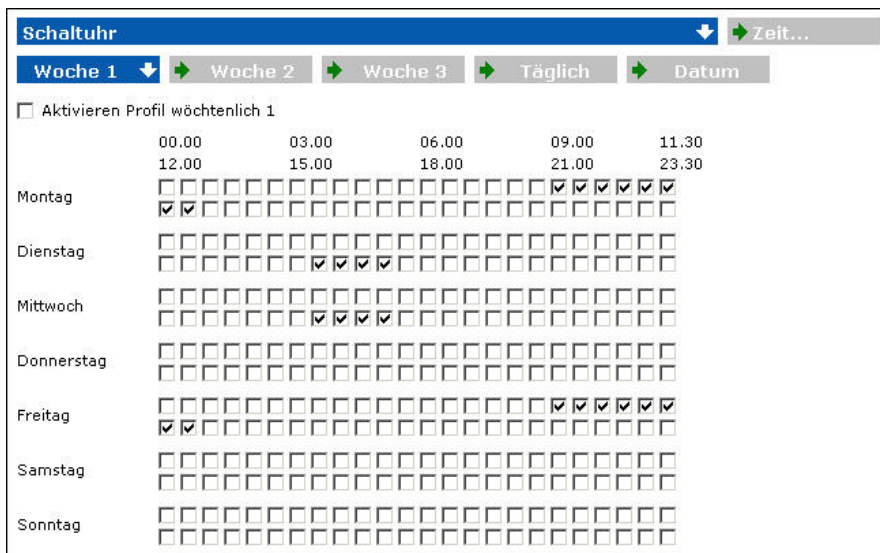 Schaltuhr Zeit...
Woche 1 Woche 2 Woche 3 Täglich Datum
Aktivieren Profil wöchtenlich 1
00.00 03.00 06.00 09.00 11.30
12.00 15.00 18.00 21.00 23.30
Montag
Dienstag
Mittwoch
Donnerstag
Freitag
Samstag
Sonntag